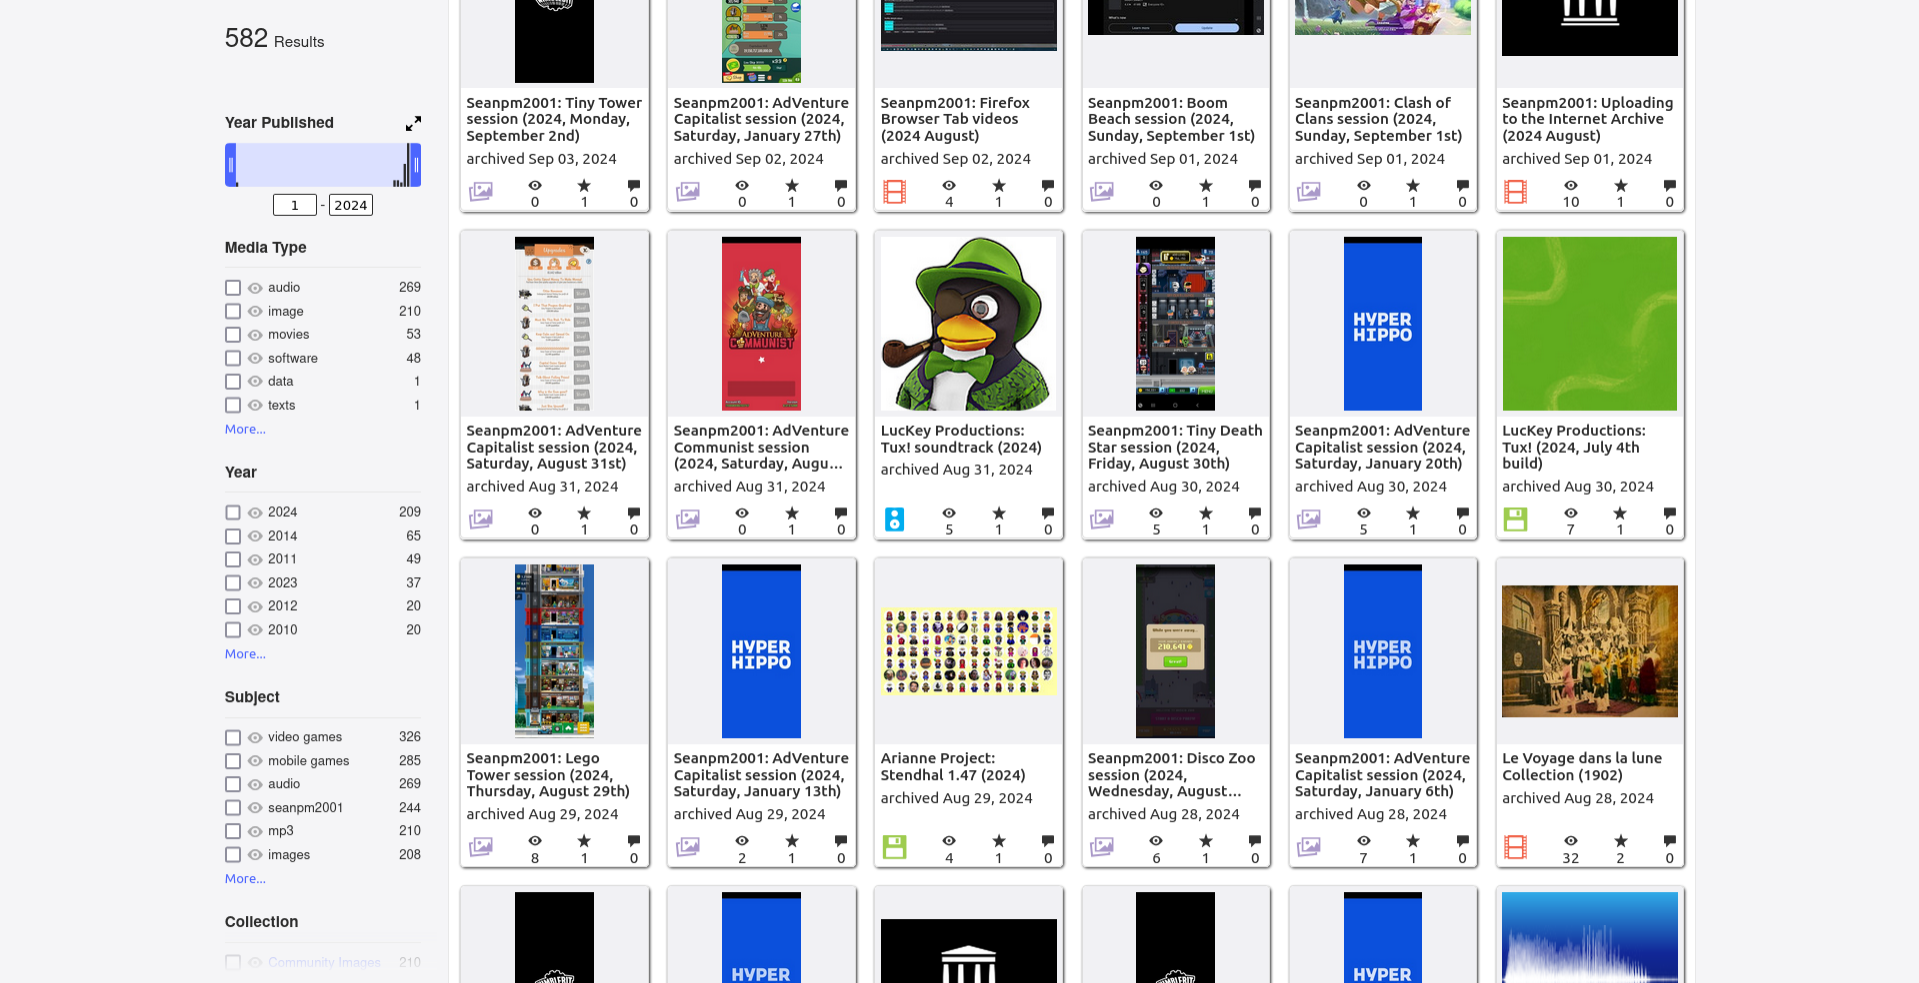 582 Results
Year Published
1 - 2024
Media Type
audio 269
image 210
movies 53
software 48
data 1
texts 1
More...
Year
2024 209
2014 65
2011 49
2023 37
2012 20
2010 20
More...
Subject
video games 326
mobile games 285
audio 269
seanpm2001 244
mp3 210
images 208
More...
Collection
Community Images 210
Seanpm2001: Tiny Tower
session (2024, Monday,
September 2nd)
archived Sep 03, 2024
0 1 0
Seanpm2001: AdVenture
Capitalist session (2024,
Saturday, January 27th)
archived Sep 02, 2024
0 1 0
Seanpm2001: Firefox
Browser Tab videos
(2024 August)
archived Sep 02, 2024
4 1 0
Seanpm2001: Boom
Beach session (2024,
Sunday, September 1st)
archived Sep 01, 2024
0 1 0
Seanpm2001: Clash of
Clans session (2024,
Sunday, September 1st)
archived Sep 01, 2024
0 1 0
Seanpm2001: Uploading
to the Internet Archive
(2024 August)
archived Sep 01, 2024
10 1 0
Seanpm2001: AdVenture
Capitalist session (2024,
Saturday, August 31st)
archived Aug 31, 2024
0 1 0
ADVENTURE
COMMUNIST
Seanpm2001: AdVenture
Communist session
(2024, Saturday, Augu...
archived Aug 31, 2024
0 1 0
LucKey Productions:
Tux! soundtrack (2024)
archived Aug 31, 2024
5 1 0
Seanpm2001: Tiny Death
Star session (2024,
Friday, August 30th)
archived Aug 30, 2024
5 1 0
HYPER
HIPPO
Seanpm2001: AdVenture
Capitalist session (2024,
Saturday, January 20th)
archived Aug 30, 2024
5 1 0
LucKey Productions:
Tux! (2024, July 4th
build)
archived Aug 30, 2024
7 1 0
Seanpm2001: Lego
Tower session (2024,
Thursday, August 29th)
archived Aug 29, 2024
8 1 0
HYPER
HIPPO
Seanpm2001: AdVenture
Capitalist session (2024,
Saturday, January 13th)
archived Aug 29, 2024
2 1 0
Arianne Project:
Stendhal 1.47 (2024)
archived Aug 29, 2024
4 1 0
While you were away...
210,641
Seanpm2001: Disco Zoo
session (2024,
Wednesday, August...
archived Aug 28, 2024
6 1 0
HYPER
HIPPO
Seanpm2001: AdVenture
Capitalist session (2024,
Saturday, January 6th)
archived Aug 28, 2024
7 1 0
Le Voyage dans la lune
Collection (1902)
archived Aug 28, 2024
32 2 0
HYPER
HYPER